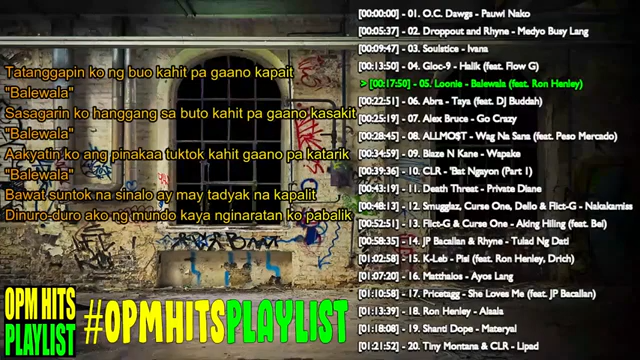 Tatanggapin ko ng buo kahit pa gaano kapait
"Balewala"
Sasagarin ko hanggang sa buto kahit pa gaano kasakit
"Balewala"
Aakyatin ko ang pinakaa tuktok kahit gaano pa katarik
"Balewala"
Bawat suntok na sinalo ay may tadyak na kapalit
Dinuro-duro ako ng mundo kaya nginaratan ko pabalik
OPM HITS
PLAYLIST
#OPMHITSPLAYLIST
[00:00:00] - 01. O.C. Dawgs - Pauwi Nako
[00:05:37] - 02. Droppout and Rhyne - Medyo Busy Lang
[00:09:47] - 03. Soulstice - Ivana
[00:13:50] - 04. Gloc-9 - Halik (feat. Flow G)
> [00:17:50] - 05. Loonie - Balewala (feat. Ron Henley)
[00:22:51] - 06. Abra - Taya (feat. DJ Buddah)
[00:25:19] - 07. Alex Bruce - Go Crazy
[00:28:45] - 08. ALLMO$T - Wag Na Sana (feat. Peso Mercado)
[00:34:59] - 09. Blaze N Kane - Wapake
[00:39:36] - 10. CLR - 'Bat Ngayon (Part 1)
[00:43:19] - 11. Death Threat - Private Diane
[00:48:13] - 12. Smugglaz, Curse One, Dello & Flict-G - Nakakamiss
[00:52:51] - 13. Flict-G & Curse One - Aking Hiling (feat. Bei)
[00:58:35] - 14. JP Bacallan & Rhyne - Tulad Ng Dati
[01:02:58] - 15. K-Leb - Pisi (feat. Ron Henley, Drich)
[01:07:20] - 16. Matthaios - Ayos Lang
[01:10:58] - 17. Pricetagg - She Loves Me (feat. JP Bacallan)
[01:13:39] - 18. Ron Henley - Alaala
[01:18:08] - 19. Shanti Dope - Materyal
[01:21:52] - 20. Tiny Montana & CLR - Lipad